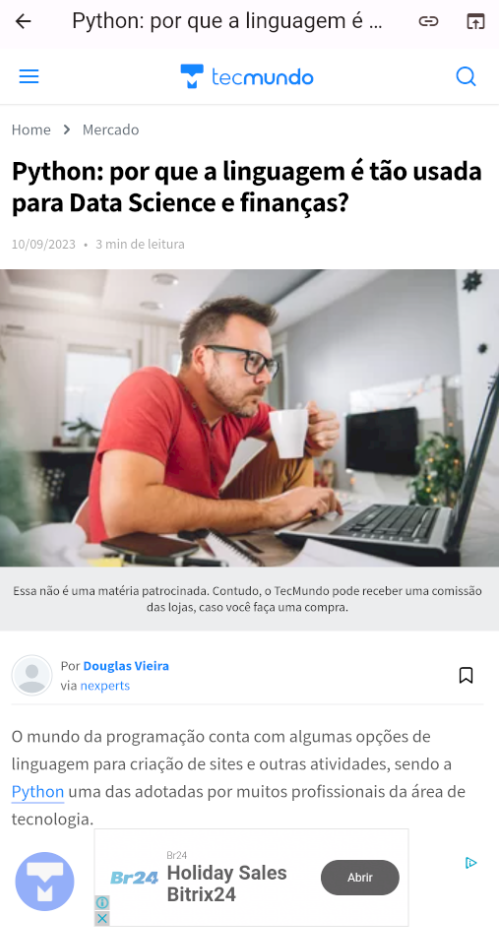 Python: por que a linguagem é ...
tecmundo
Home > Mercado
Python: por que a linguagem é tão usada
para Data Science e finanças?
10/09/2023 • 3 min de leitura
Essa não é uma matéria patrocinada. Contudo, o TecMundo pode receber uma comissão
das lojas, caso você faça uma compra.
Por Douglas Vieira
via nexperts
O mundo da programação conta com algumas opções de
linguagem para criação de sites e outras atividades, sendo a
Python uma das adotadas por muitos profissionais da área de
tecnologia.
Br24
Br24
Holiday Sales
Bitrix24
Abrir